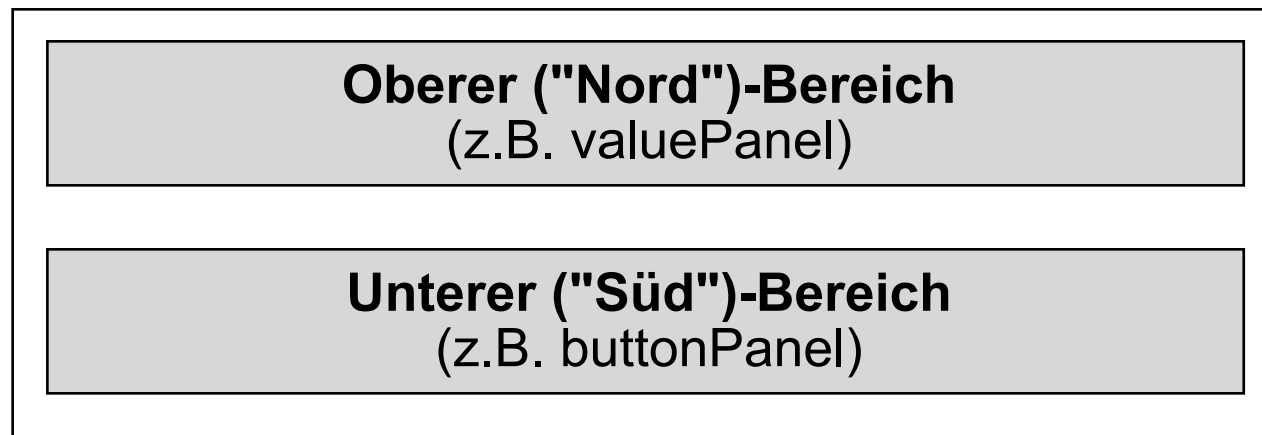 Oberer ("Nord")-Bereich
(z.B. valuePanel)
Unterer ("Süd")-Bereich
(z.B. buttonPanel)